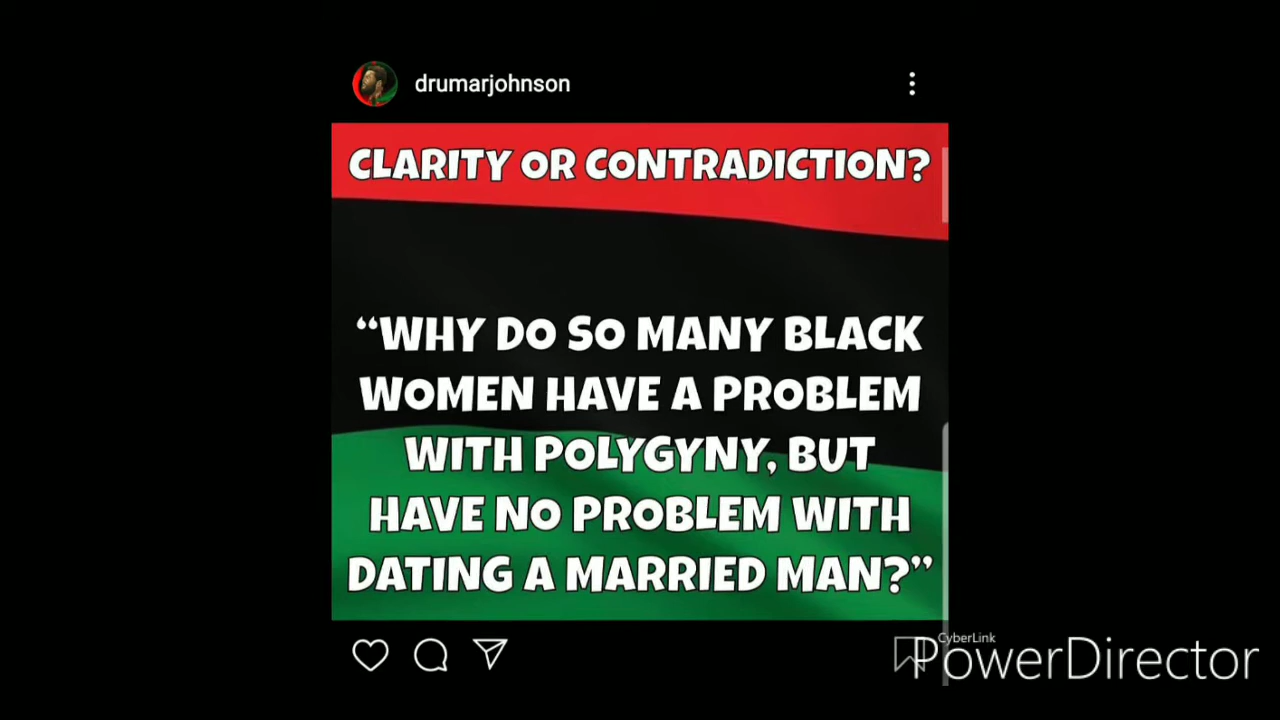 drumarjohnson
CLARITY OR CONTRADICTION?
“WHY DO SO MANY BLACK
WOMEN HAVE A PROBLEM
WITH POLYGYNY, BUT
HAVE NO PROBLEM WITH
DATING A MARRIED MAN?”
CyberLink
PowerDirector